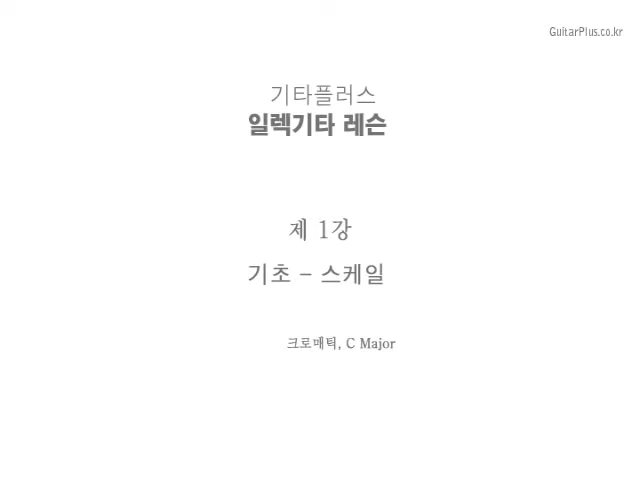 GuitarPlus.co.kr
기타플러스
일렉기타 레슨
제 1강
기초 – 스케일
크로매틱, C Major